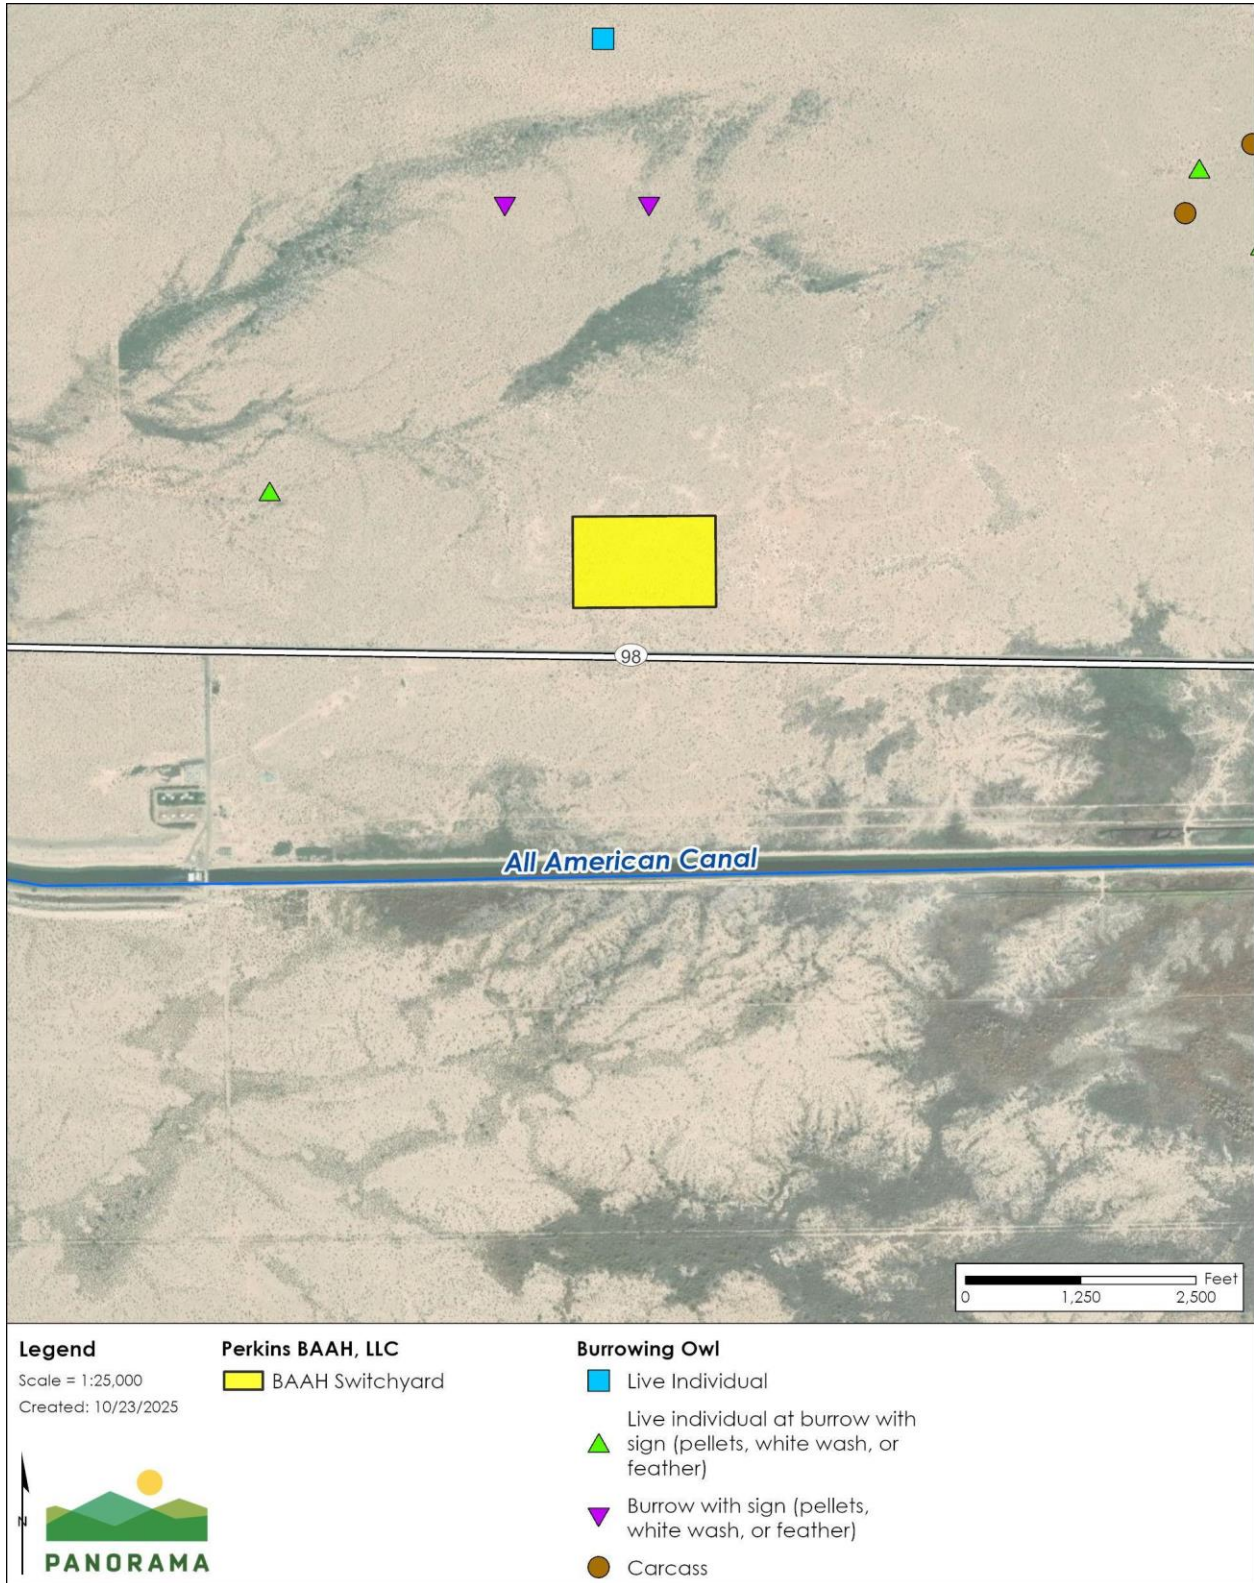 98
All American Canal
Feet
0 1,250 2,500
Legend
Scale = 1:25,000
Created: 10/23/2025
N
PANORAMA
Perkins BAAH, LLC
BAAH Switchyard
Burrowing Owl
Live Individual
Live individual at burrow with
sign (pellets, white wash, or
feather)
Burrow with sign (pellets,
white wash, or feather)
Carcass